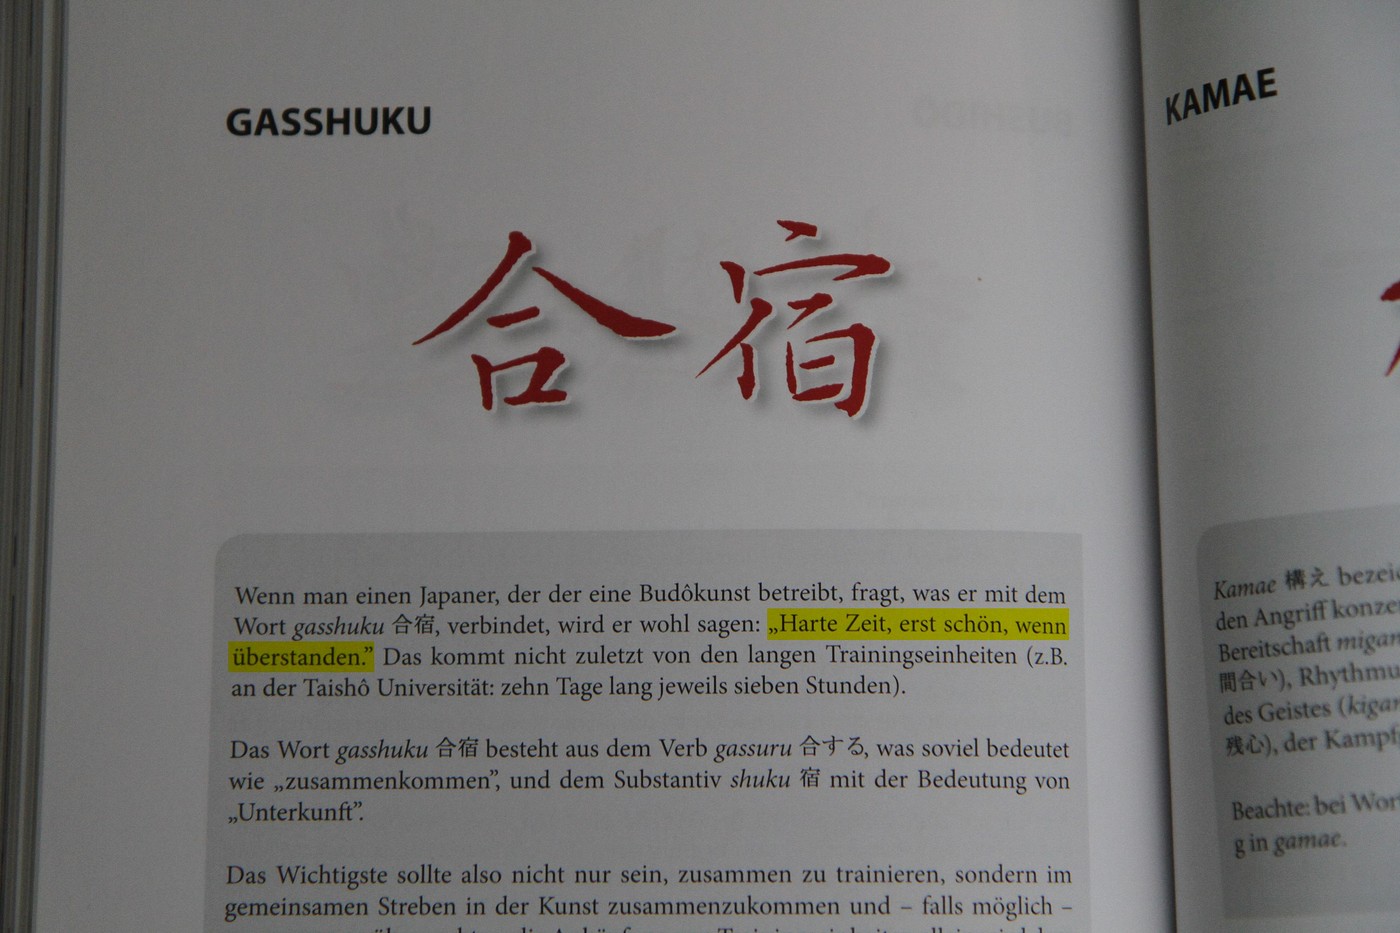 GASSHUKU
合宿
Wenn man einen Japaner, der der eine Budôkunst betreibt, fragt, was er mit dem
Wort gasshuku 合宿, verbindet, wird er wohl sagen: „Harte Zeit, erst schön, wenn
überstanden.” Das kommt nicht zuletzt von den langen Trainingseinheiten (z.B.
an der Taishô Universität: zehn Tage lang jeweils sieben Stunden).
Das Wort gasshuku 合宿 besteht aus dem Verb gassuru 合する, was soviel bedeutet
wie „zusammenkommen”, und dem Substantiv shuku 宿 mit der Bedeutung von
„Unterkunft”.
Das Wichtigste sollte also nicht nur sein, zusammen zu trainieren, sondern im
gemeinsamen Streben in der Kunst zusammenzukommen und – falls möglich –
KAMAE
Kamae 構え bezeic
den Angriff konze
Bereitschaft migam
間合い), Rhythmu
des Geistes (kigar
残心), der Kampf
Beachte: bei Wor
g in gamae.